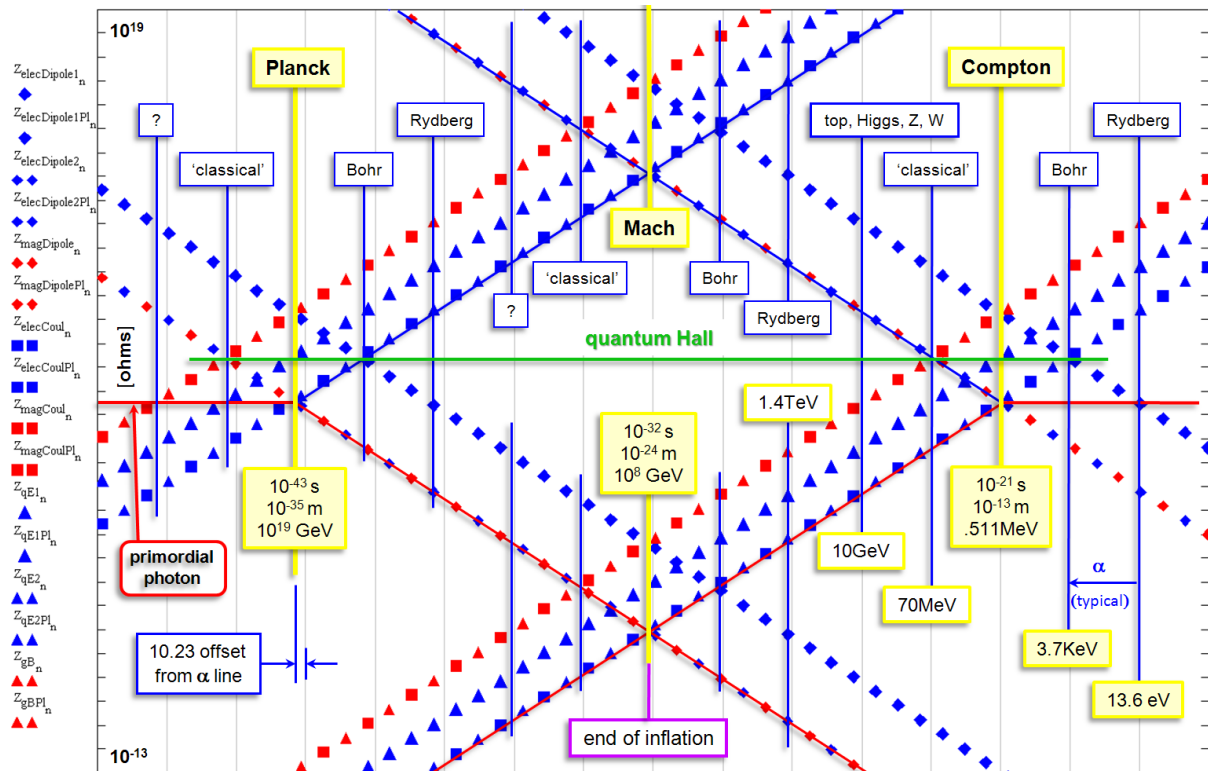 10^19
Planck
Compton
Z_elecDipole1_n
Z_elecDipole1Pl_n
Z_elecDipole2_n
Z_elecDipole2Pl_n
Z_magDipole_n
Z_magDipolePl_n
Z_elecCoul_n
Z_elecCoulPl_n
Z_magCoul_n
Z_magCoulPl_n
Z_qE1_n
Z_qE1Pl_n
Z_qE2_n
Z_qE2Pl_n
Z_gB_n
Z_gBPl_n
?
Rydberg
top, Higgs, Z, W
Rydberg
'classical'
Bohr
'classical'
Bohr
Mach
'classical'
Bohr
?
Rydberg
quantum Hall
[ohms]
1.4TeV
10^-32 s
10^-24 m
10^8 GeV
10^-43 s
10^-35 m
10^19 GeV
10^-21 s
10^-13 m
.511MeV
primordial
photon
10GeV
α
(typical)
70MeV
10.23 offset
from α line
3.7KeV
13.6 eV
end of inflation
10^-13